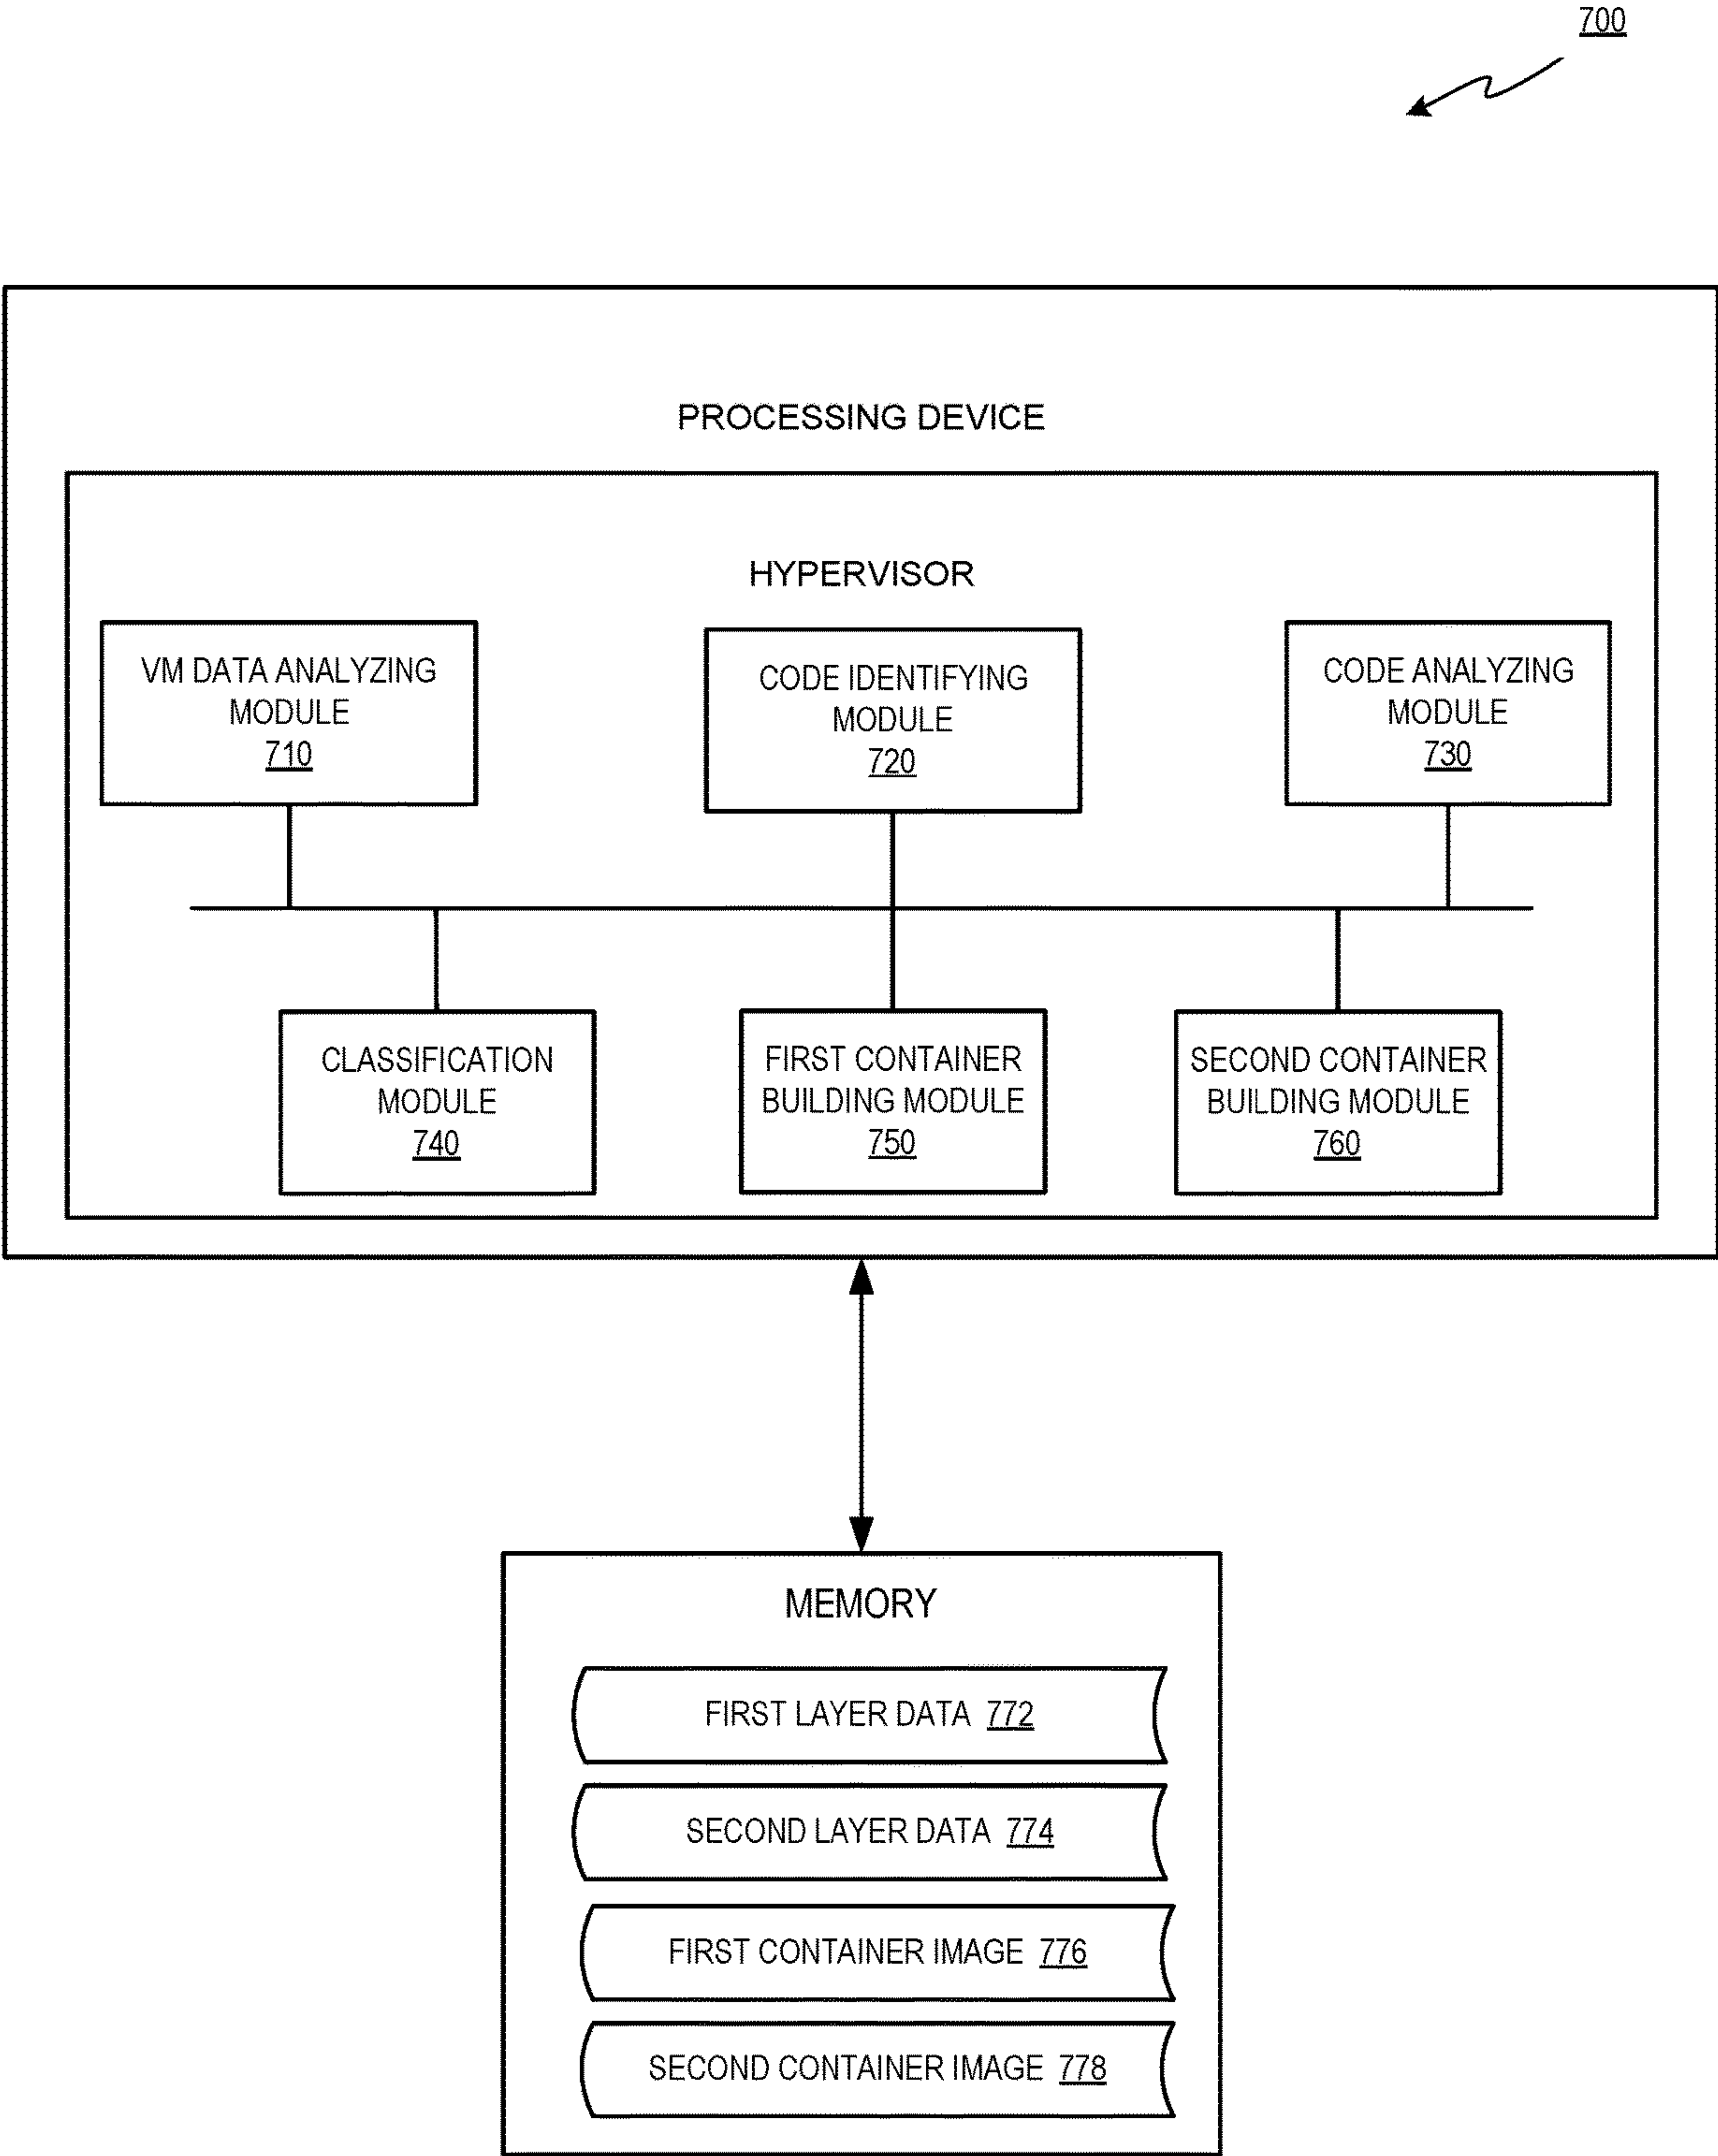 700
PROCESSING DEVICE
HYPERVISOR
VM DATA ANALYZING
MODULE
710
CODE IDENTIFYING
MODULE
720
CODE ANALYZING
MODULE
730
CLASSIFICATION
MODULE
740
FIRST CONTAINER
BUILDING MODULE
750
SECOND CONTAINER
BUILDING MODULE
760
MEMORY
FIRST LAYER DATA 772
SECOND LAYER DATA 774
FIRST CONTAINER IMAGE 776
SECOND CONTAINER IMAGE 778